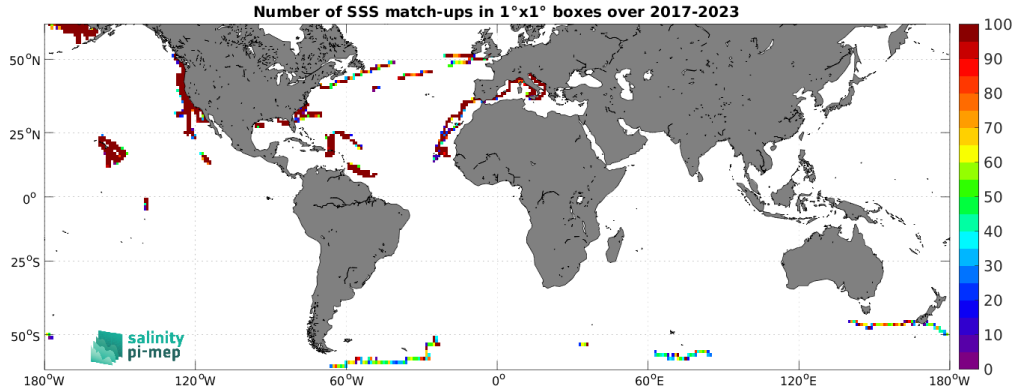 Number of SSS match-ups in 1°x1° boxes over 2017-2023
100
90
80
70
60
50
40
30
20
10
0
50°N
25°N
0°
25°S
50°S
salinity
pi-mep
180°W
120°W
60°W
0°
60°E
120°E
180°W